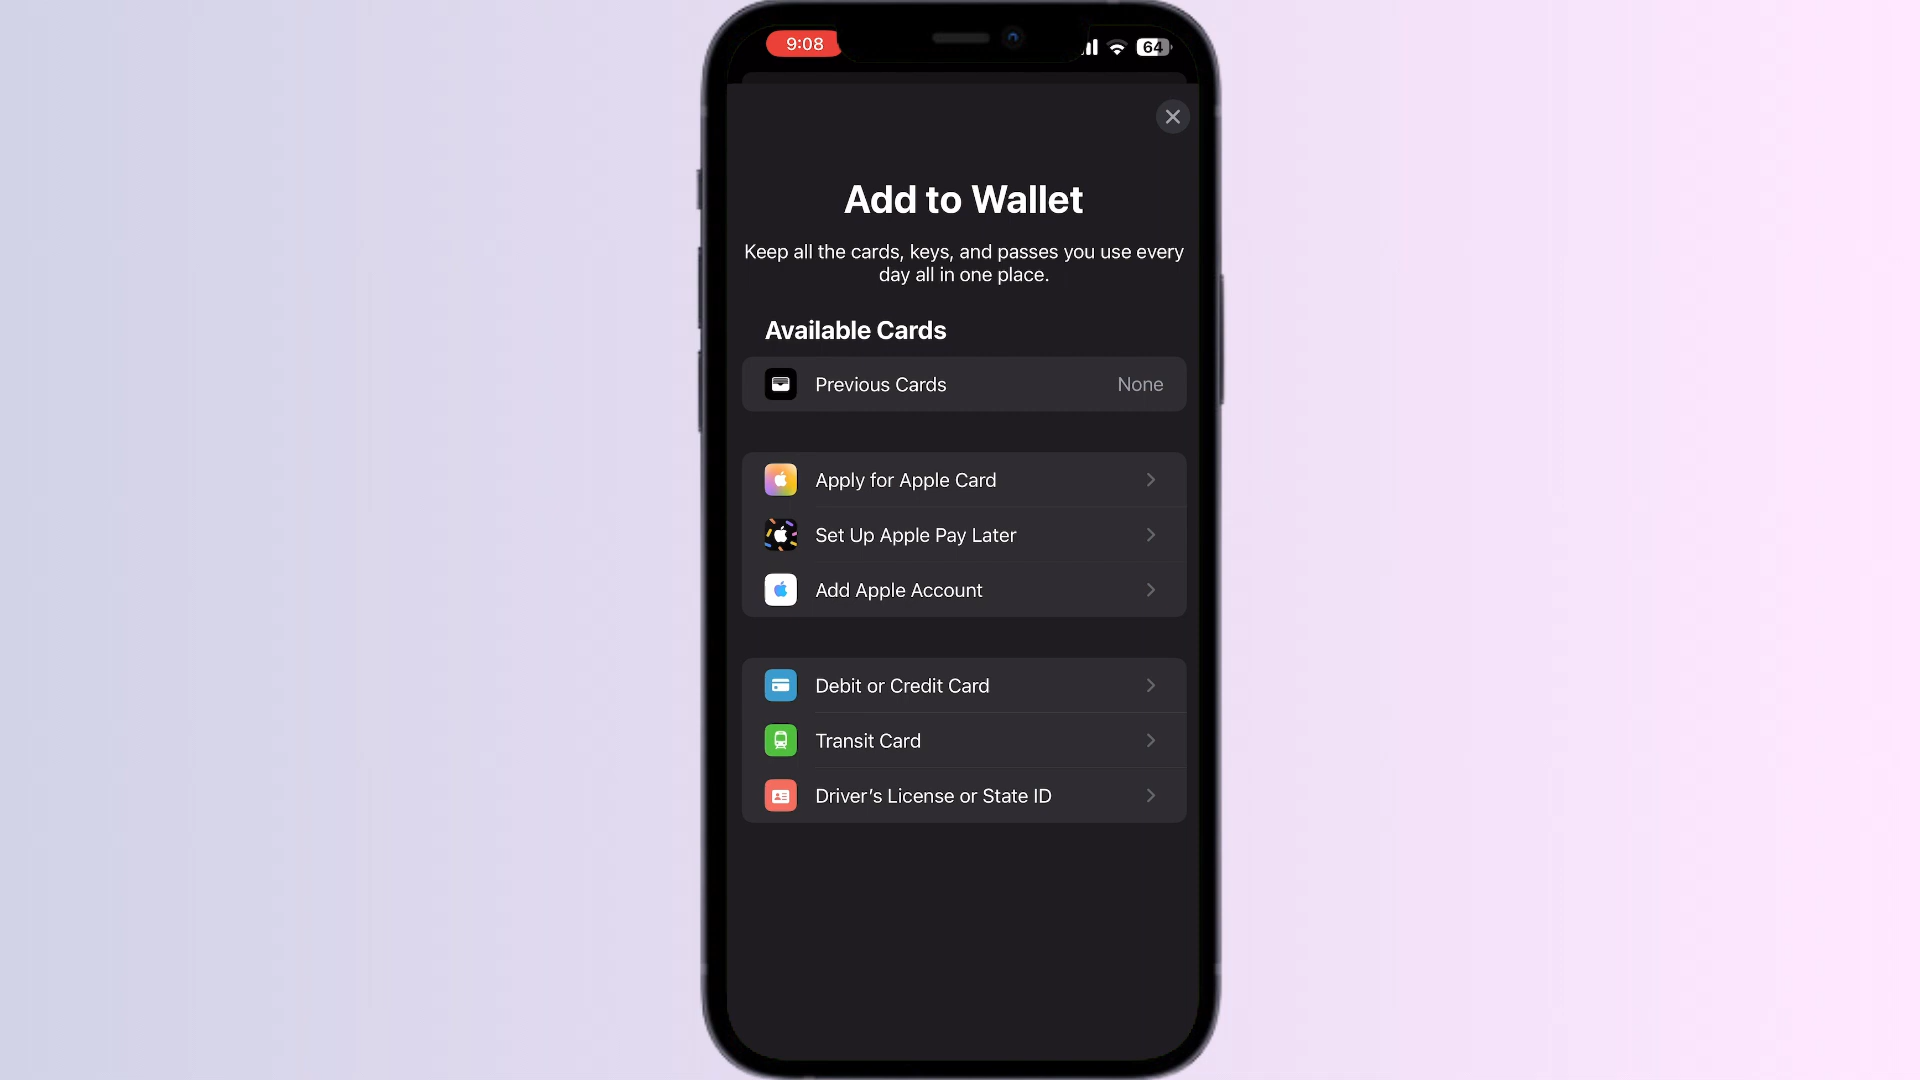 9:08
64
Add to Wallet
Keep all the cards, keys, and passes you use every
day all in one place.
Available Cards
Previous Cards None
Apply for Apple Card
Set Up Apple Pay Later
Add Apple Account
Debit or Credit Card
Transit Card
Driver’s License or State ID